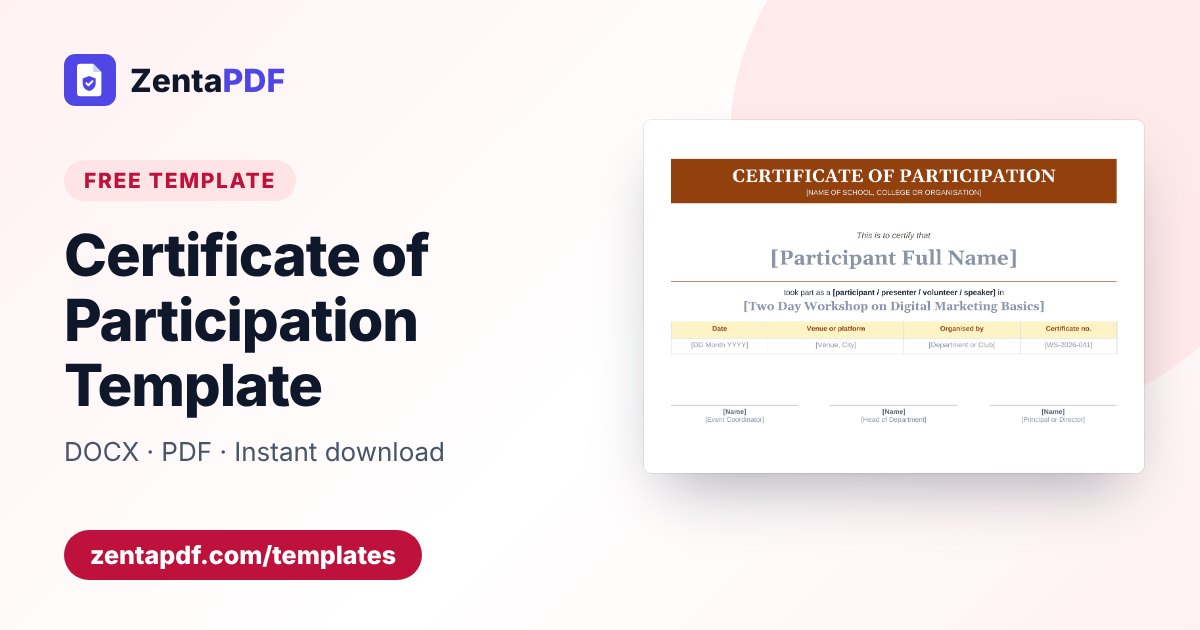 ZentaPDF
FREE TEMPLATE
Certificate of
Participation
Template
DOCX · PDF · Instant download
zentapdf.com/templates
CERTIFICATE OF PARTICIPATION
[NAME OF SCHOOL, COLLEGE OR ORGANISATION]
This is to certify that
[Participant Full Name]
took part as a [participant / presenter / volunteer / speaker] in
[Two Day Workshop on Digital Marketing Basics]
Date Venue or platform Organised by Certificate no.
[DD Month YYYY] [Venue, City] [Department or Club] [WS-2026-041]
[Name] [Name] [Name]
[Event Coordinator] [Head of Department] [Principal or Director]